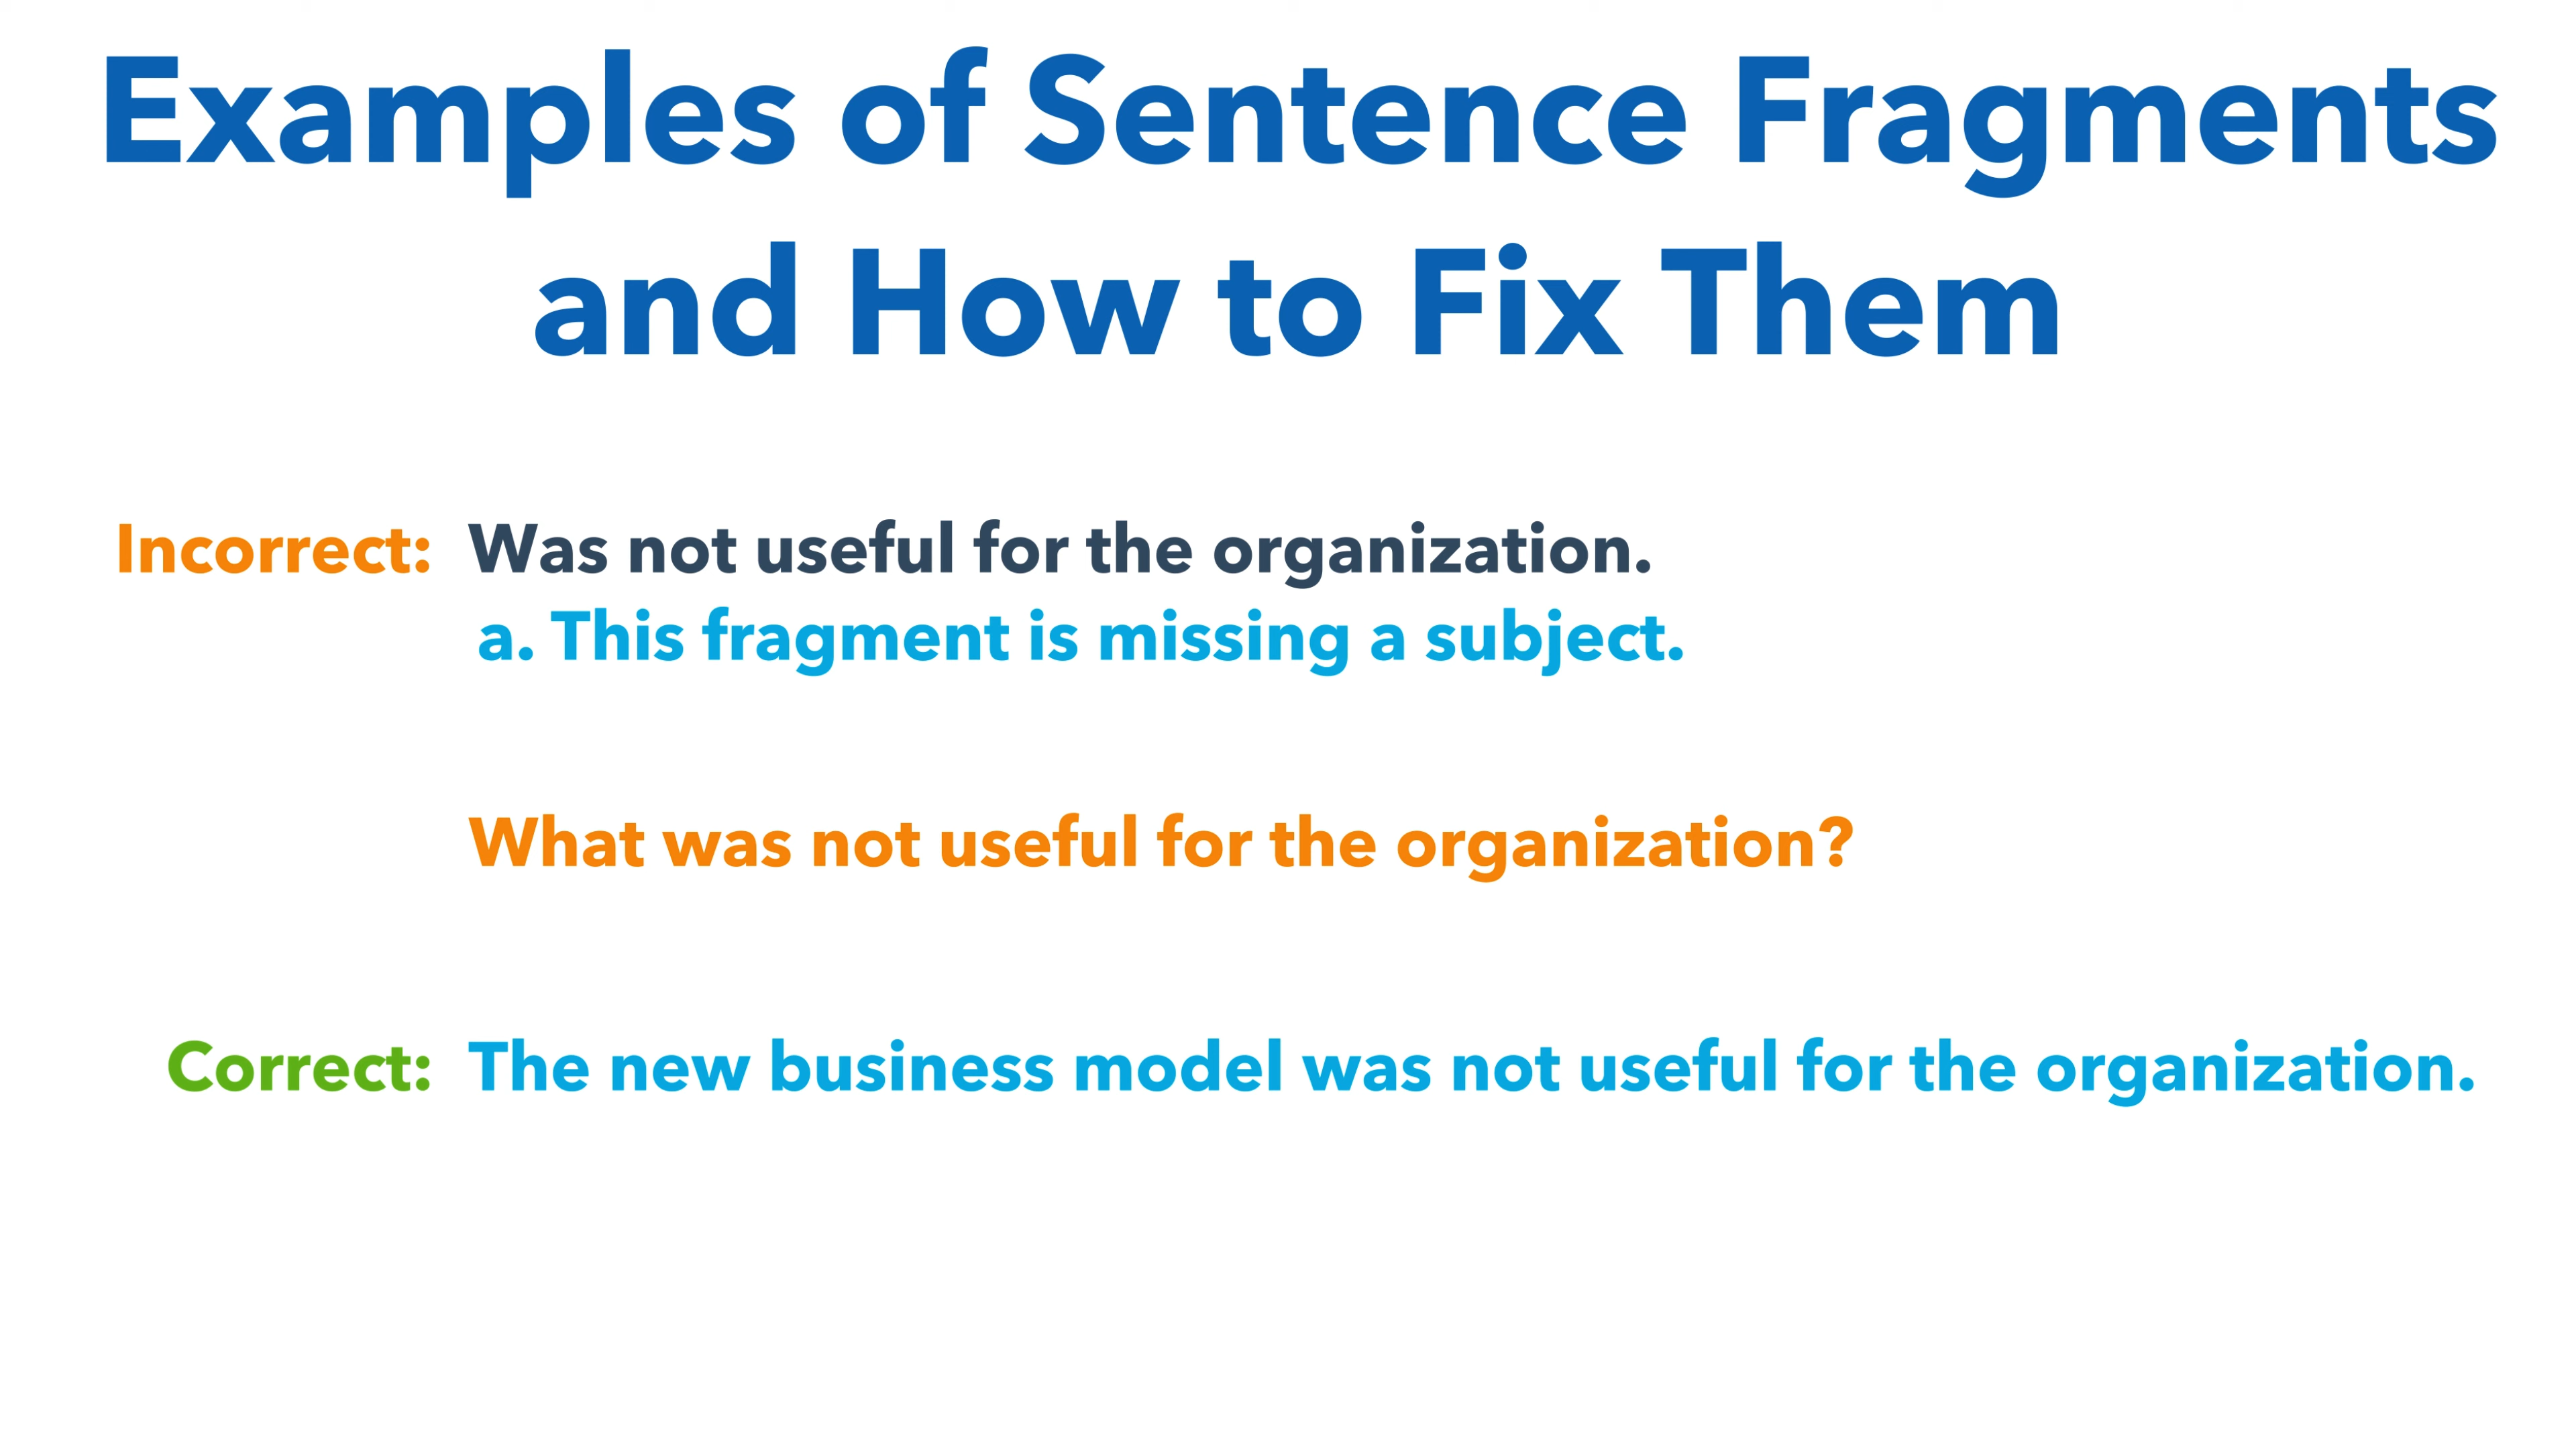 Examples of Sentence Fragments
and How to Fix Them
Incorrect: Was not useful for the organization.
a. This fragment is missing a subject.
What was not useful for the organization?
Correct: The new business model was not useful for the organization.